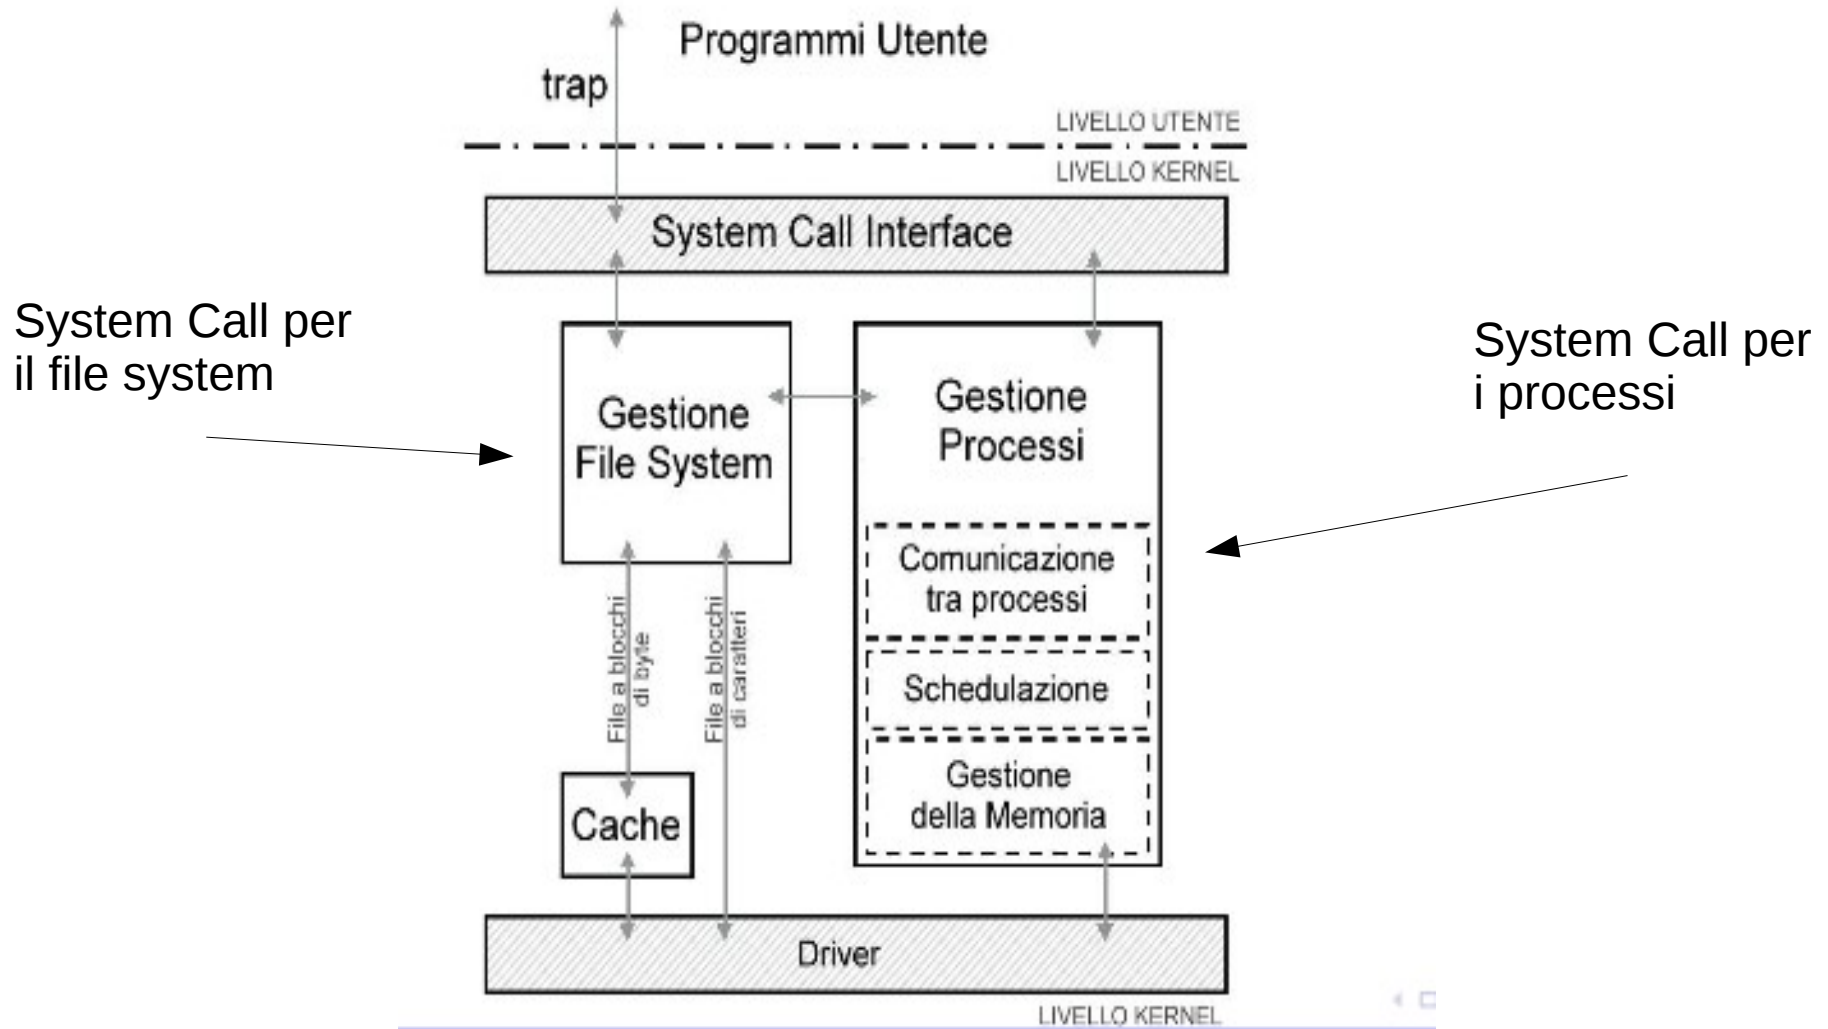 Programmi Utente
trap
LIVELLO UTENTE
LIVELLO KERNEL
System Call Interface
System Call per
il file system
System Call per
i processi
Gestione
File System
Gestione
Processi
Comunicazione
tra processi
Schedulazione
Gestione
della Memoria
File a blocchi
di byte
File a blocchi
di caratteri
Cache
Driver
LIVELLO KERNEL